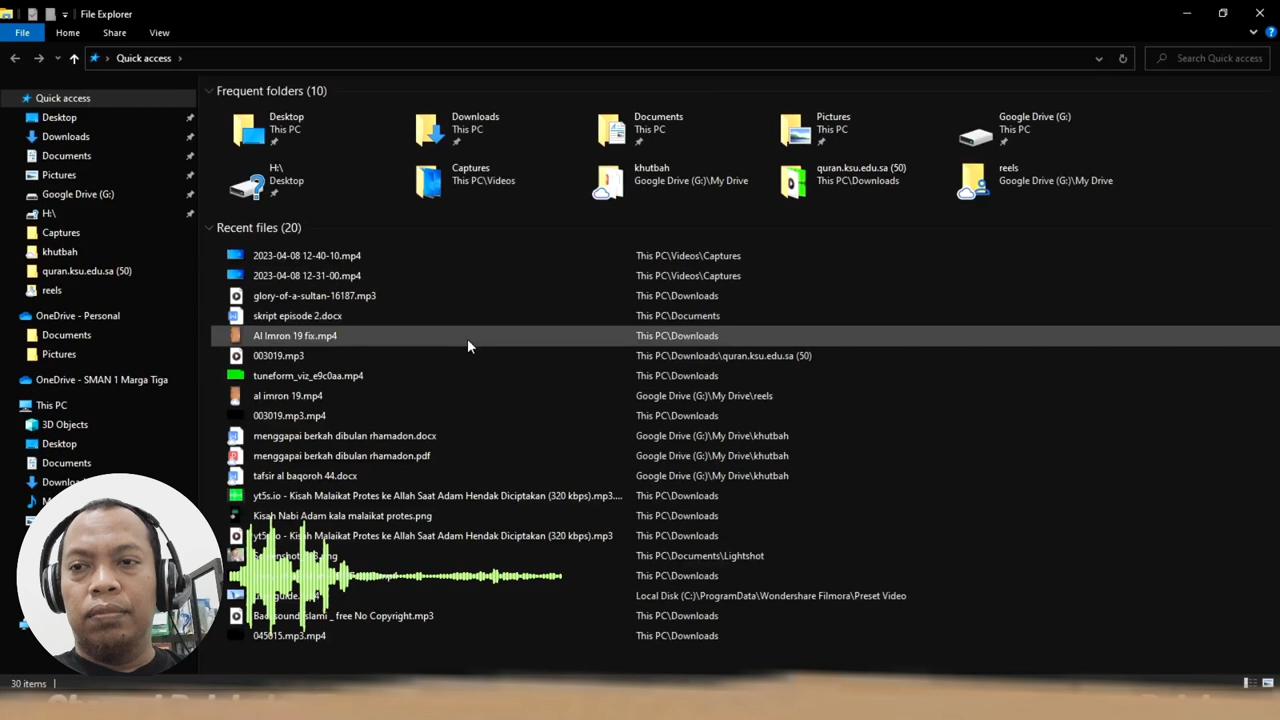 File Explorer
File Home Share View
Quick access
Search Quick access
Quick access
Desktop
Downloads
Documents
Pictures
Google Drive (G:)
H:\
Captures
khutbah
quran.ksu.edu.sa (50)
reels
OneDrive - Personal
Documents
Pictures
OneDrive - SMAN 1 Marga Tiga
This PC
3D Objects
Desktop
Documents
Frequent folders (10)
Desktop
This PC
Downloads
This PC
Documents
This PC
Pictures
This PC
Google Drive (G:)
This PC
H:\
Desktop
Captures
This PC\Videos
khutbah
Google Drive (G:)\My Drive
quran.ksu.edu.sa (50)
This PC\Downloads
reels
Google Drive (G:)\My Drive
Recent files (20)
2023-04-08 12-40-10.mp4 This PC\Videos\Captures
2023-04-08 12-31-00.mp4 This PC\Videos\Captures
glory-of-a-sultan-16187.mp3 This PC\Downloads
skript episode 2.docx This PC\Documents
Al Imron 19 fix.mp4 This PC\Downloads
003019.mp3 This PC\Downloads\quran.ksu.edu.sa (50)
tuneform_viz_e9c0aa.mp4 This PC\Downloads
al imron 19.mp4 Google Drive (G:)\My Drive\reels
003019.mp3.mp4 This PC\Downloads
menggapai berkah dibulan rhamadon.docx Google Drive (G:)\My Drive\khutbah
menggapai berkah dibulan rhamadon.pdf Google Drive (G:)\My Drive\khutbah
tafsir al baqoroh 44.docx Google Drive (G:)\My Drive\khutbah
yt5s.io - Kisah Malaikat Protes ke Allah Saat Adam Hendak Diciptakan (320 kbps).mp3.... This PC\Downloads
Kisah Nabi Adam kala malaikat protes.png This PC\Downloads
yt5s.io - Kisah Malaikat Protes ke Allah Saat Adam Hendak Diciptakan (320 kbps).mp3 This PC\Downloads
This PC\Documents\Lightshot
This PC\Downloads
Local Disk (C:)\ProgramData\Wondershare Filmora\Preset Video
_ free No Copyright.mp3 This PC\Downloads
045015.mp3.mp4 This PC\Downloads
30 items